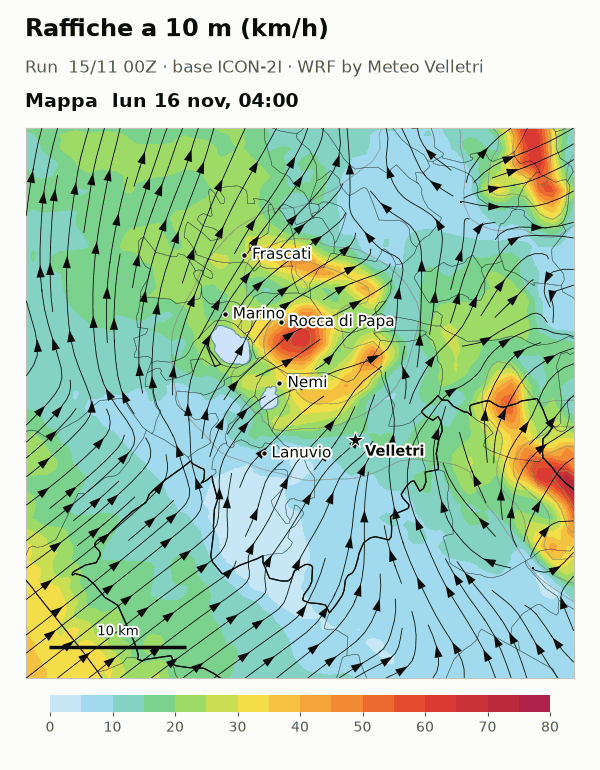 Raffiche a 10 m (km/h)
Run  15/11 00Z · base ICON-2I · WRF by Meteo Velletri
Mappa  lun 16 nov, 04:00
Frascati
Marino
Rocca di Papa
Nemi
Velletri
Lanuvio
10 km
0 10 20 30 40 50 60 70 80